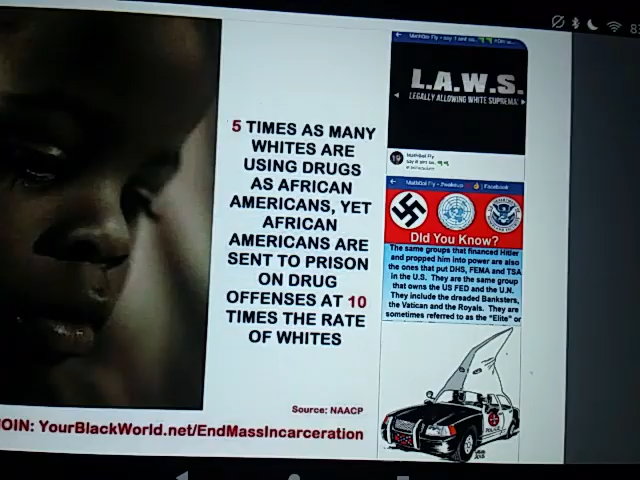 5 TIMES AS MANY
WHITES ARE
USING DRUGS
AS AFRICAN
AMERICANS, YET
AFRICAN
AMERICANS ARE
SENT TO PRISON
ON DRUG
OFFENSES AT 10
TIMES THE RATE
OF WHITES
Source: NAACP
JOIN: YourBlackWorld.net/EndMassIncarceration
L.A.W.S.
LEGALLY ALLOWING WHITE SUPREMA
Facebook
Did You Know?
The same groups that financed Hitler
and propped him into power are also
the ones that put DHS, FEMA and TSA
in the U.S. They are the same group
that owns the US FED and the U.N.
They include the dreaded Banksters,
the Vatican and the Royals. They are
sometimes referred to as the "Elite" or
POLICE